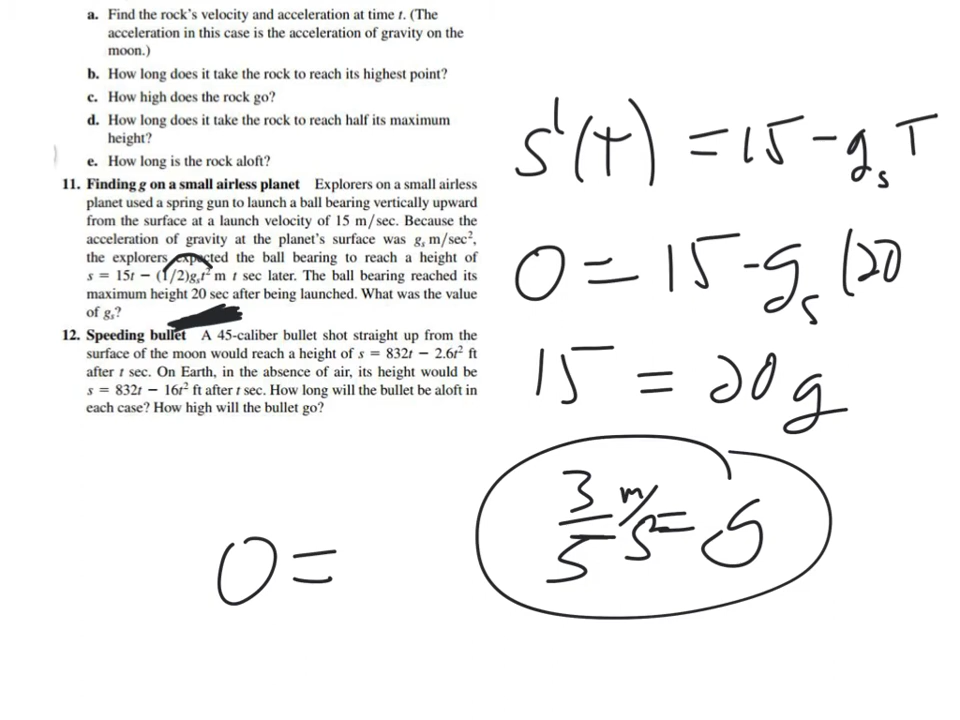 a. Find the rock's velocity and acceleration at time t. (The
acceleration in this case is the acceleration of gravity on the
moon.)
b. How long does it take the rock to reach its highest point?
c. How high does the rock go?
d. How long does it take the rock to reach half its maximum
height?
e. How long is the rock aloft?
11. Finding g on a small airless planet Explorers on a small airless
planet used a spring gun to launch a ball bearing vertically upward
from the surface at a launch velocity of 15 m/sec. Because the
acceleration of gravity at the planet's surface was gₛ m/sec²,
the explorers expected the ball bearing to reach a height of
s = 15t − (1/2)gₛt² m t sec later. The ball bearing reached its
maximum height 20 sec after being launched. What was the value
of gₛ?
12. Speeding bullet A 45-caliber bullet shot straight up from the
surface of the moon would reach a height of s = 832t − 2.6t² ft
after t sec. On Earth, in the absence of air, its height would be
s = 832t − 16t² ft after t sec. How long will the bullet be aloft in
each case? How high will the bullet go?
s'(t) = 15 - gₛ T
0 = 15 - gₛ (20
15 = 20 g
3/5 m/s =
0 =